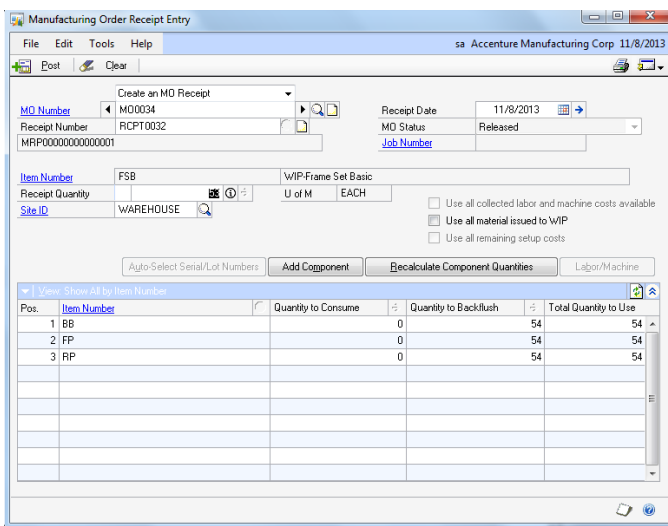 Manufacturing Order Receipt Entry
File Edit Tools Help sa Accenture Manufacturing Corp 11/8/2013
Post Clear
Create an MO Receipt
MO Number MO0034 Receipt Date 11/8/2013
Receipt Number RCPT0032 MO Status Released
MRP00000000000001 Job Number
Item Number FSB WIP-Frame Set Basic
Receipt Quantity U of M EACH
Use all collected labor and machine costs available
Site ID WAREHOUSE Use all material issued to WIP
Use all remaining setup costs
Auto-Select Serial/Lot Numbers Add Component Recalculate Component Quantities Labor/Machine
View: Show All by Item Number
Pos. Item Number Quantity to Consume Quantity to Backflush Total Quantity to Use
1 BB 0 54 54
2 FP 0 54 54
3 RP 0 54 54